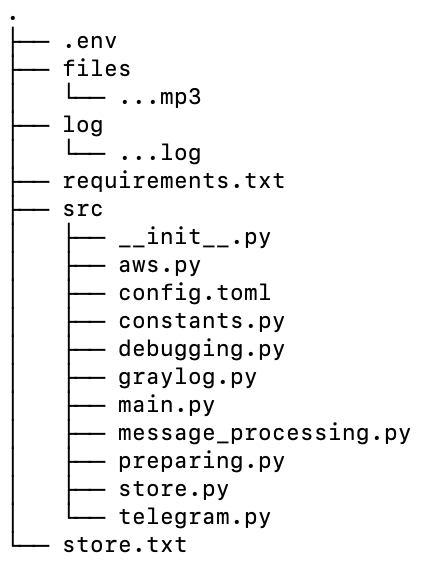 .
├── .env
├── files
│   └── ...mp3
├── log
│   └── ...log
├── requirements.txt
├── src
│   ├── __init__.py
│   ├── aws.py
│   ├── config.toml
│   ├── constants.py
│   ├── debugging.py
│   ├── graylog.py
│   ├── main.py
│   ├── message_processing.py
│   ├── preparing.py
│   ├── store.py
│   └── telegram.py
└── store.txt